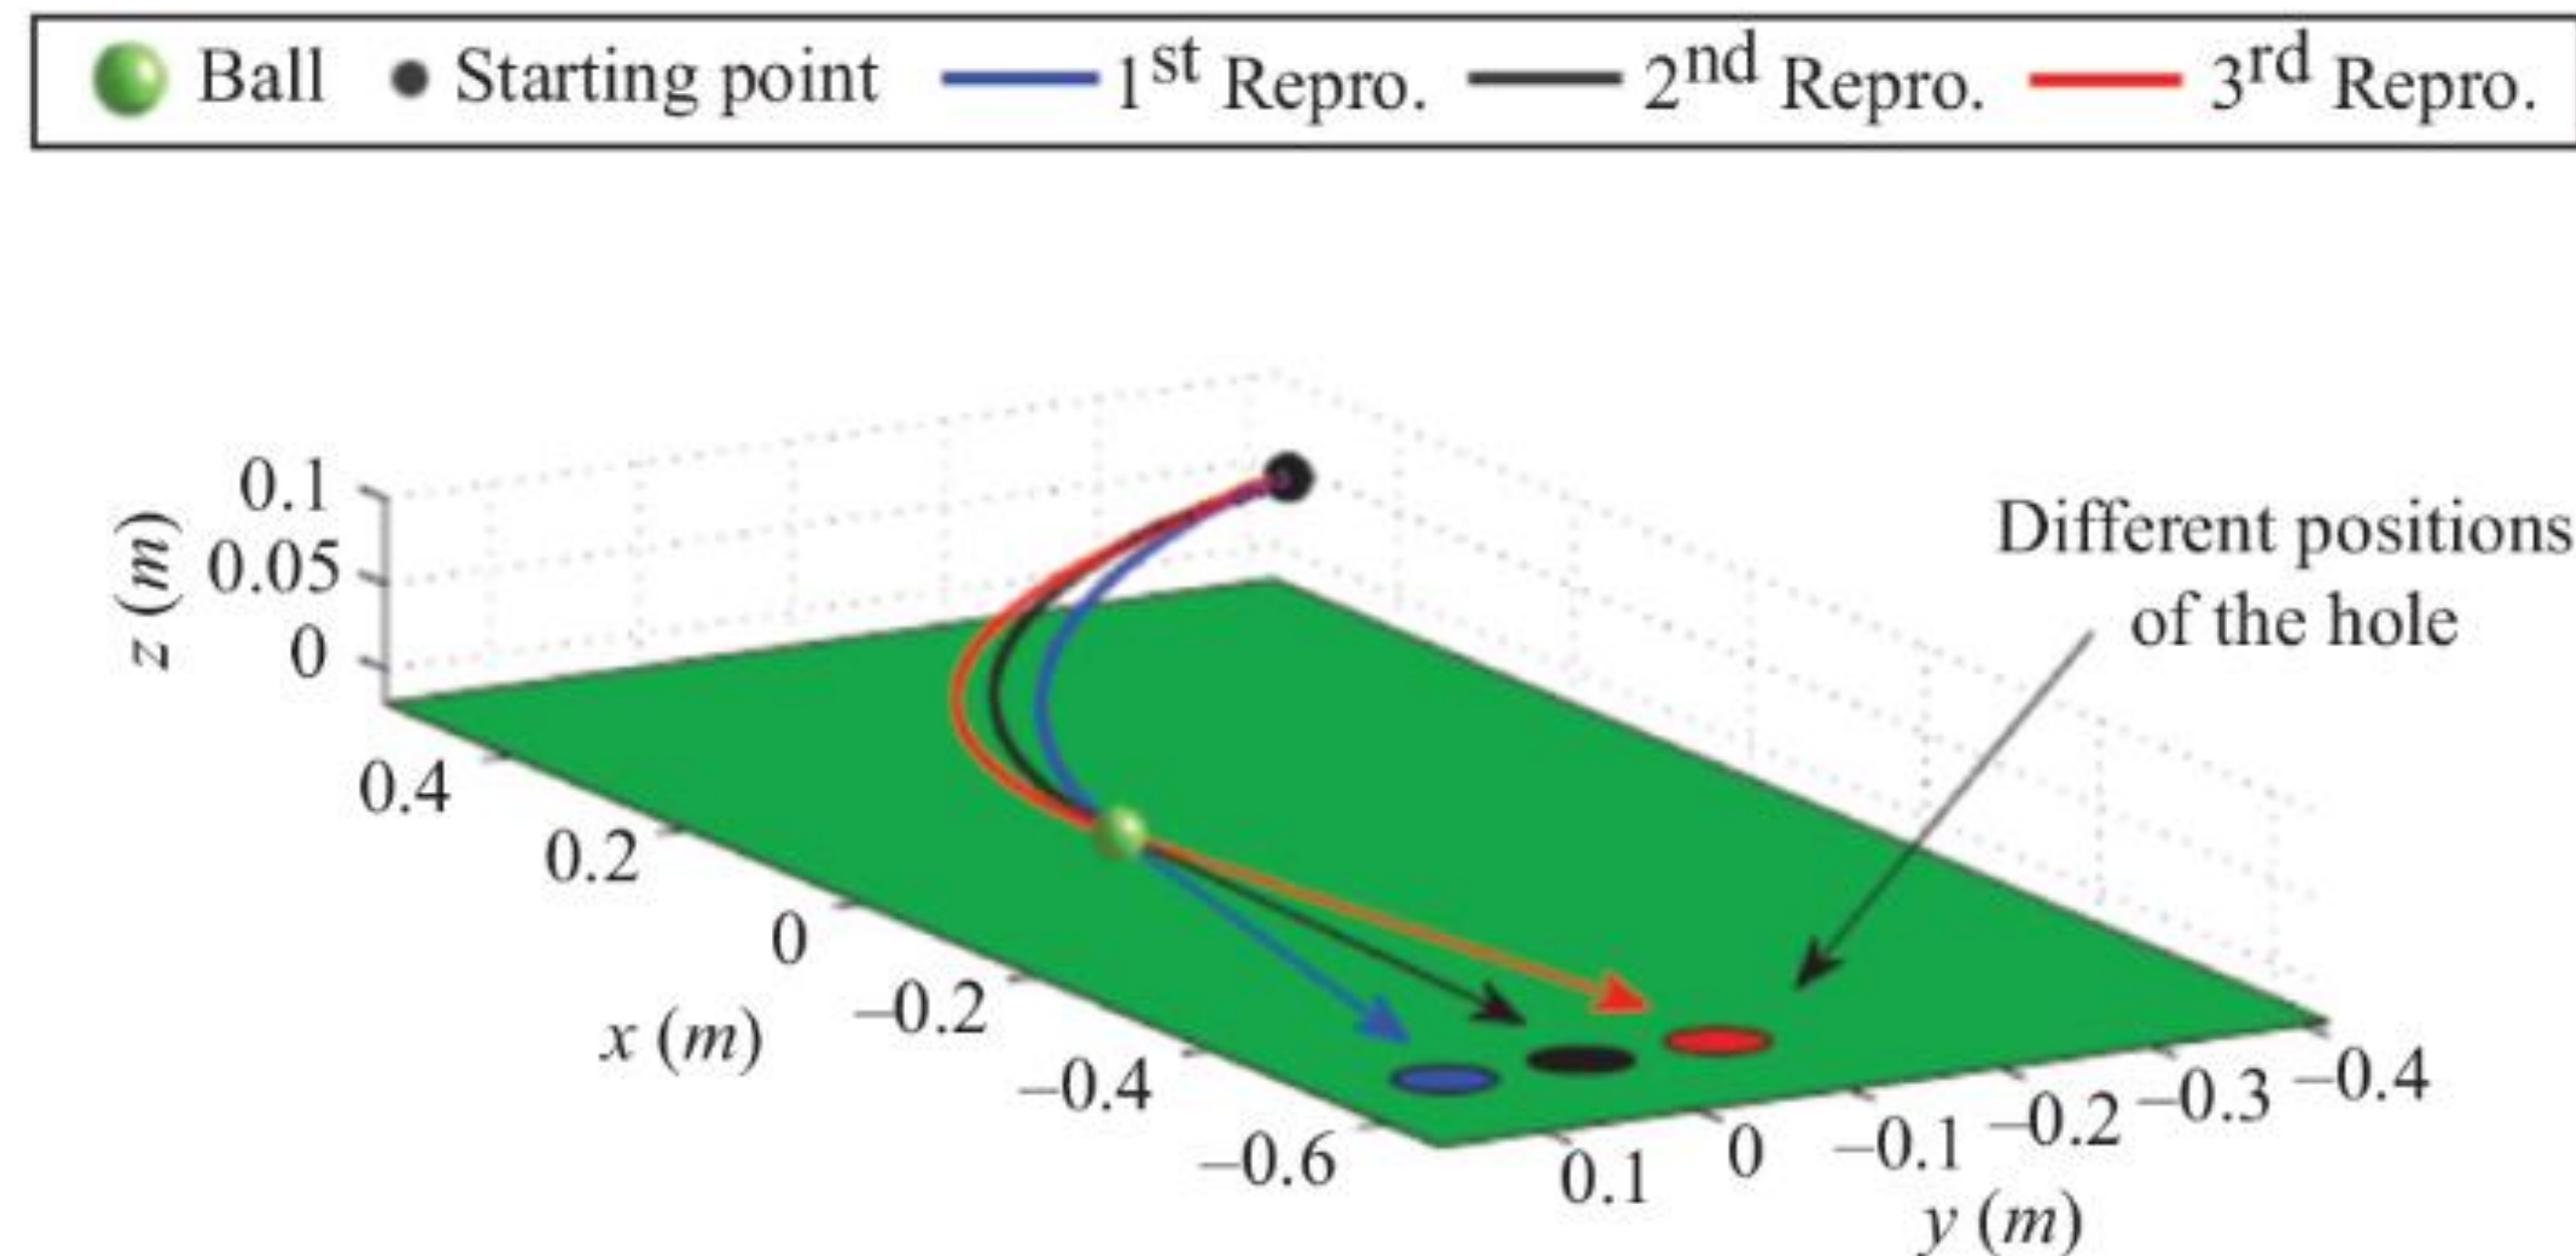 Ball Starting point 1st Repro. 2nd Repro. 3rd Repro.
Different positions
of the hole
z (m)
0.1
0.05
0
x (m)
0.4
0.2
0
–0.2
–0.4
–0.6
y (m)
0.1
0
–0.1
–0.2
–0.3
–0.4